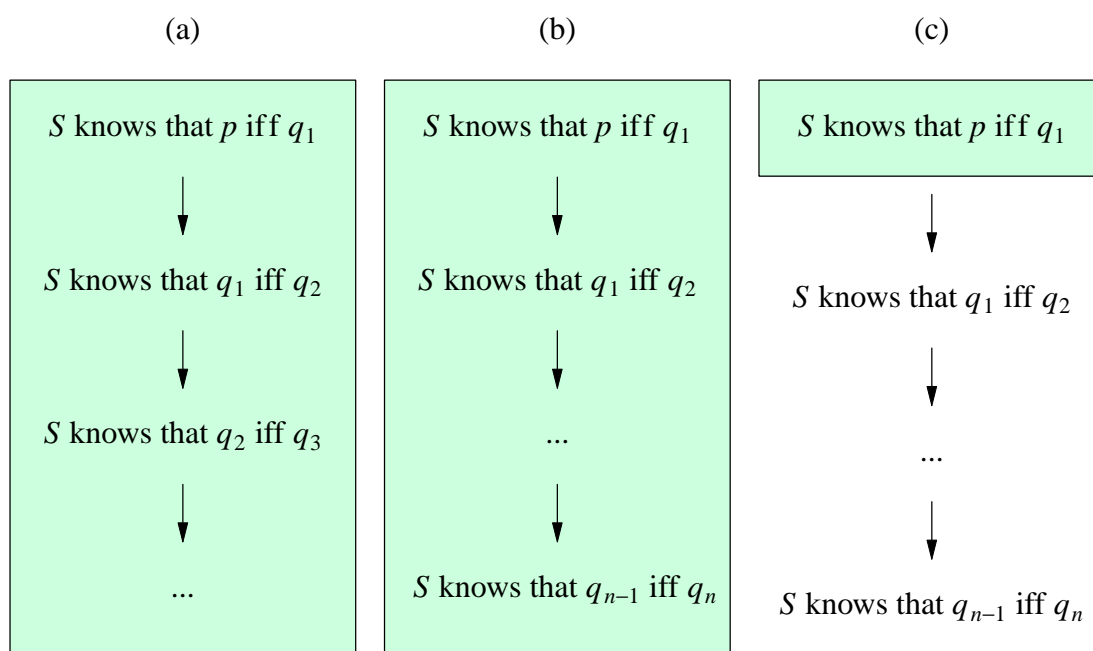 (a)
S knows that p iff q₁
S knows that q₁ iff q₂
S knows that q₂ iff q₃
...
(b)
S knows that p iff q₁
S knows that q₁ iff q₂
...
S knows that qₙ₋₁ iff qₙ
(c)
S knows that p iff q₁
S knows that q₁ iff q₂
...
S knows that qₙ₋₁ iff qₙ